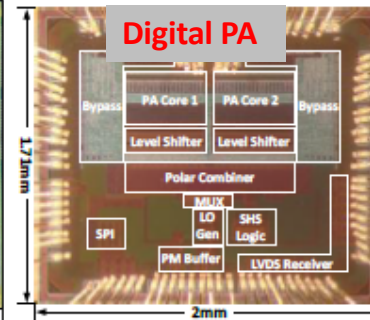 Digital PA
Bypass
PA Core 1
PA Core 2
Bypass
Level Shifter
Level Shifter
Polar Combiner
MUX
LO
Gen
SHS
Logic
SPI
PM Buffer
LVDS Receiver
1.71mm
2mm